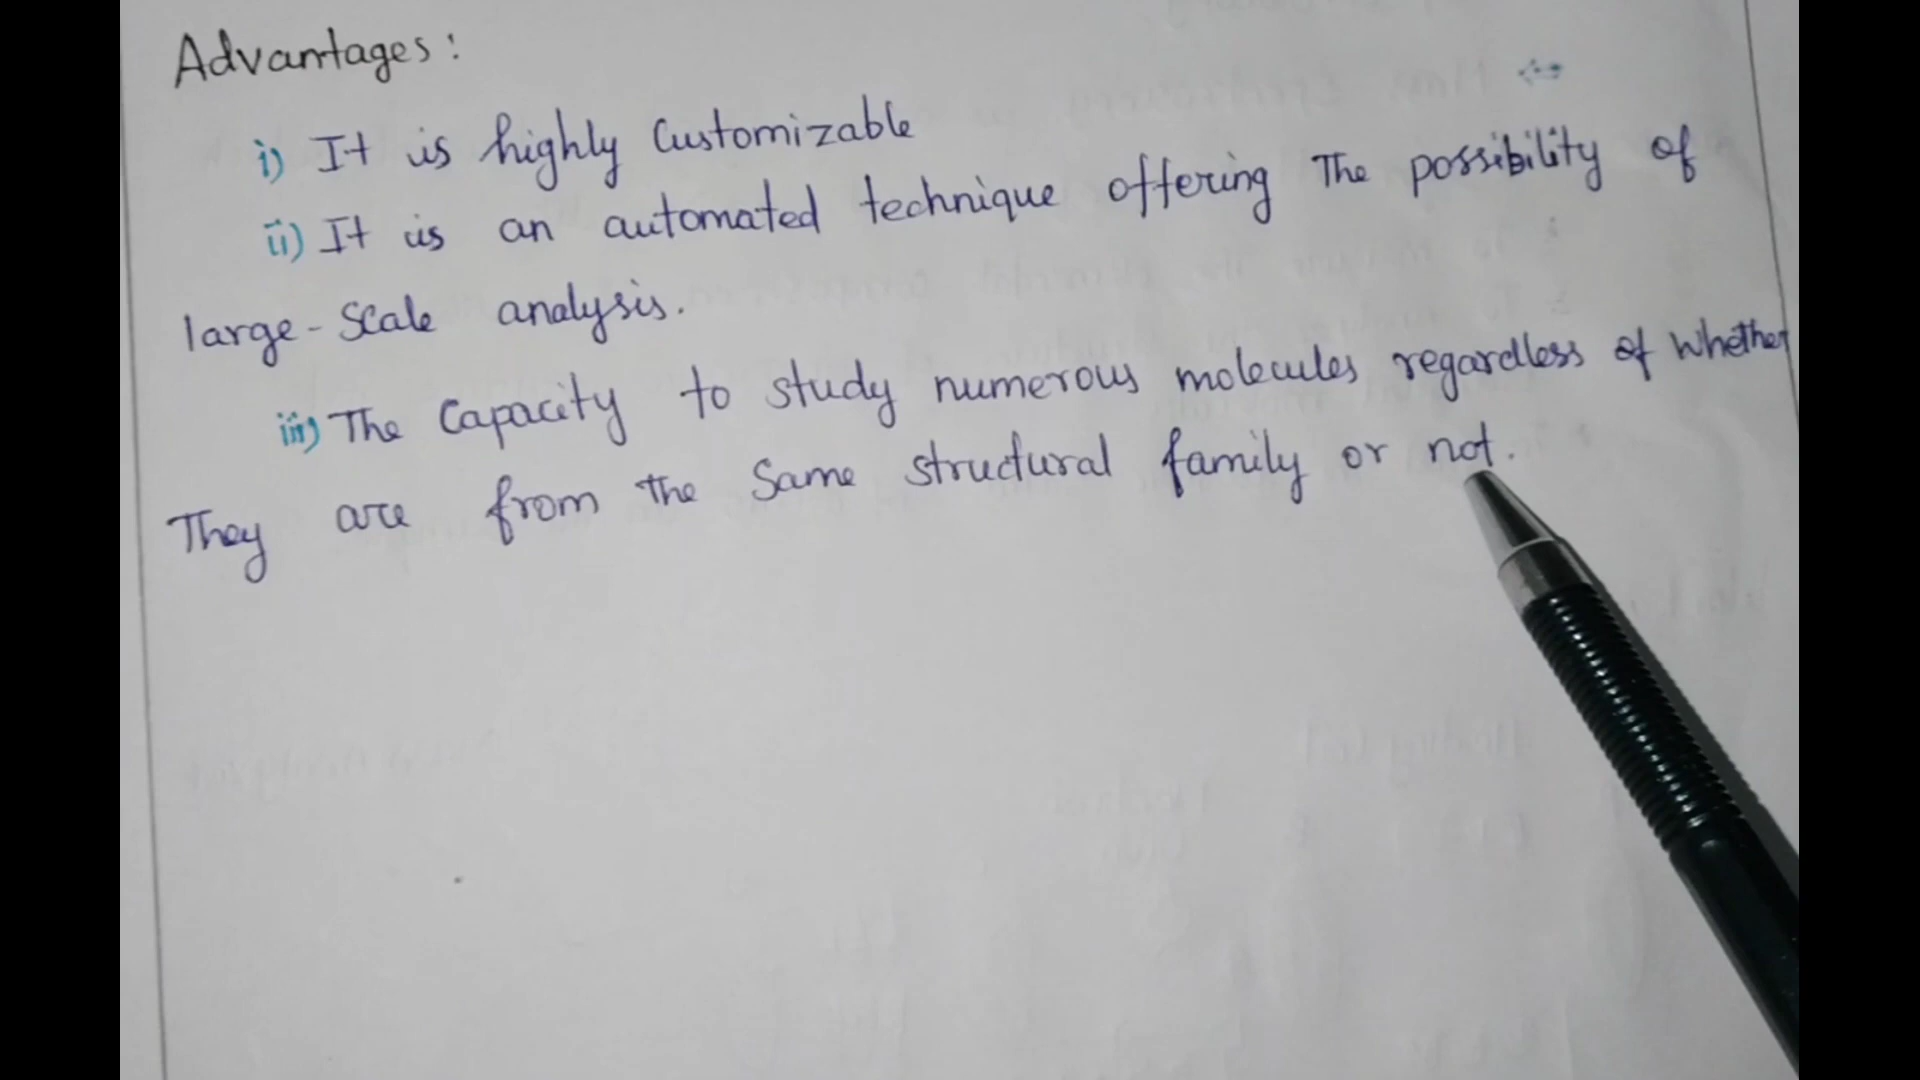 Advantages:
i) It is highly Customizable
ii) It is an automated technique offering The possibility of
large-Scale analysis.
iii) The Capacity to study numerous molecules regardless of Whether
They are from The Same structural family or not.